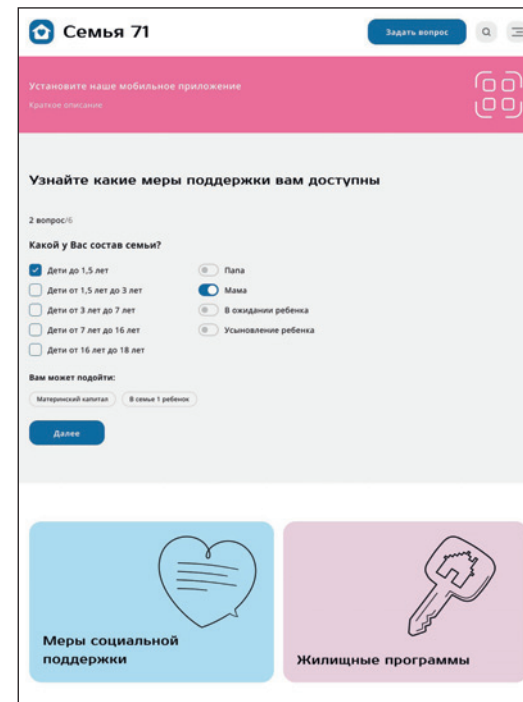 Семья 71
Задать вопрос
Установите наше мобильное приложение
Краткое описание
Узнайте какие меры поддержки вам доступны
2 вопрос/6
Какой у Вас состав семьи?
Дети до 1,5 лет
Папа
Дети от 1,5 лет до 3 лет
Мама
Дети от 3 лет до 7 лет
В ожидании ребенка
Дети от 7 лет до 16 лет
Усыновление ребенка
Дети от 16 лет до 18 лет
Вам может подойти:
Материнский капитал
В семье 1 ребенок
Далее
Меры социальной
поддержки
Жилищные программы